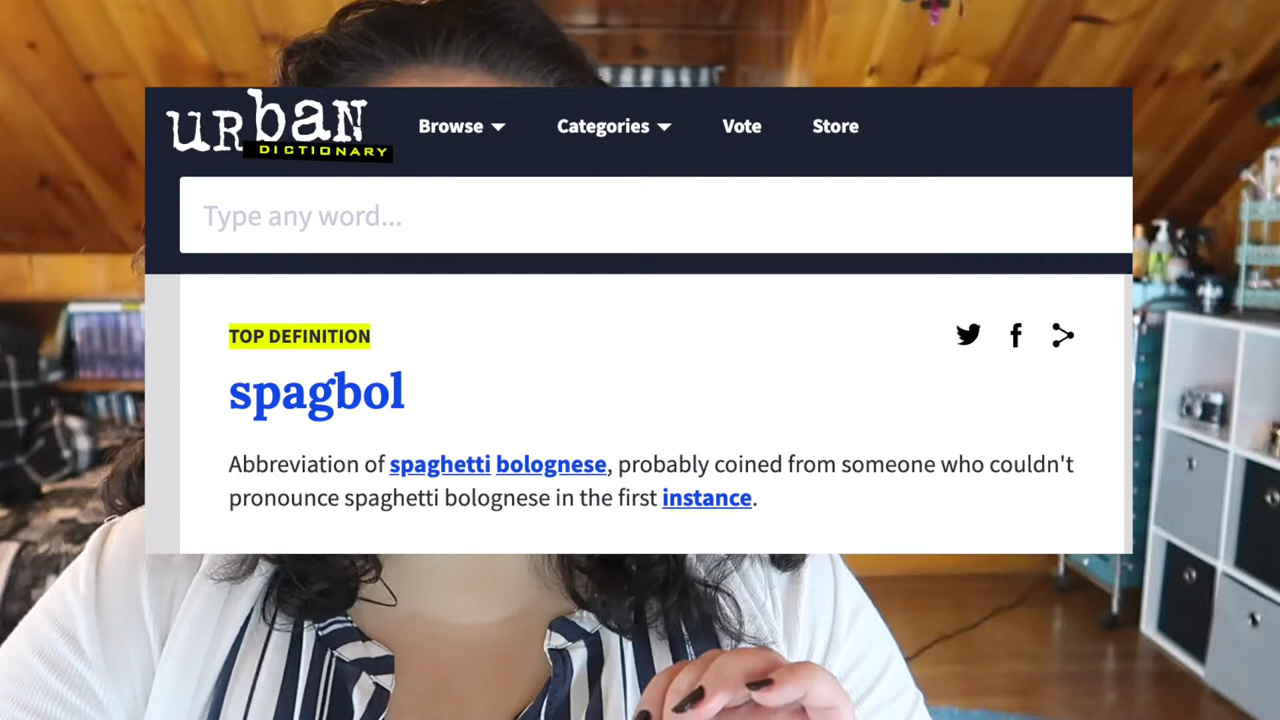 urban
DICTIONARY
Browse Categories Vote Store
Type any word...
TOP DEFINITION
spagbol
Abbreviation of spaghetti bolognese, probably coined from someone who couldn't
pronounce spaghetti bolognese in the first instance.